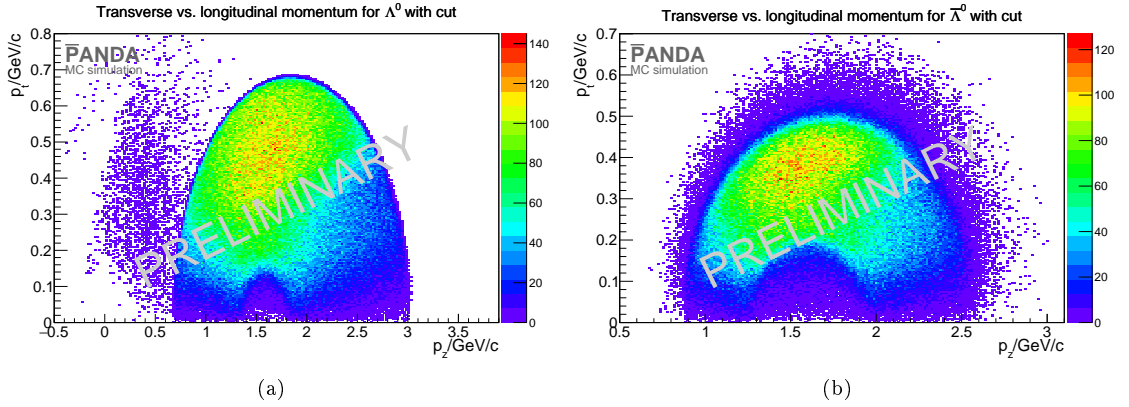 Transverse vs. longitudinal momentum for Λ⁰ with cut
p_t/GeV/c
0.8
0.7
0.6
0.5
0.4
0.3
0.2
0.1
0
P̅ANDA
MC simulation
PRELIMINARY
−0.5 0 0.5 1 1.5 2 2.5 3 3.5
p_z/GeV/c
140
120
100
80
60
40
20
0
(a)
Transverse vs. longitudinal momentum for Λ̅⁰ with cut
p_t/GeV/c
0.7
0.6
0.5
0.4
0.3
0.2
0.1
0
P̅ANDA
MC simulation
PRELIMINARY
0.5 1 1.5 2 2.5 3
p_z/GeV/c
120
100
80
60
40
20
0
(b)